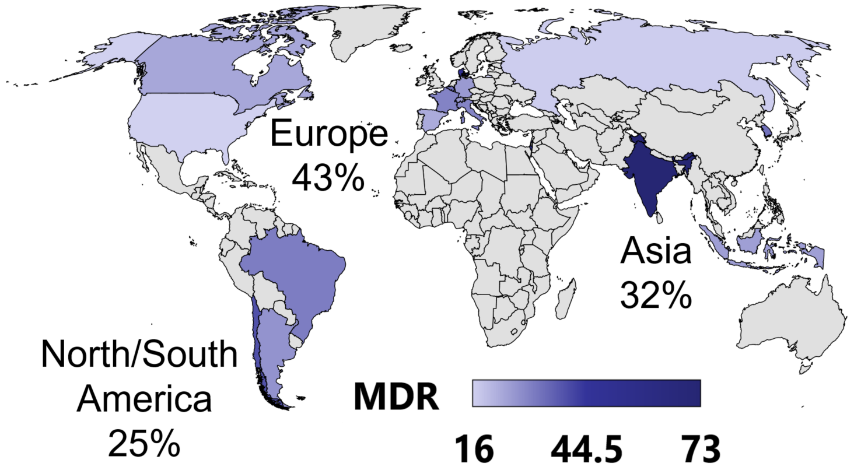 Europe
43%
Asia
32%
North/South
America
25%
MDR
16 44.5 73